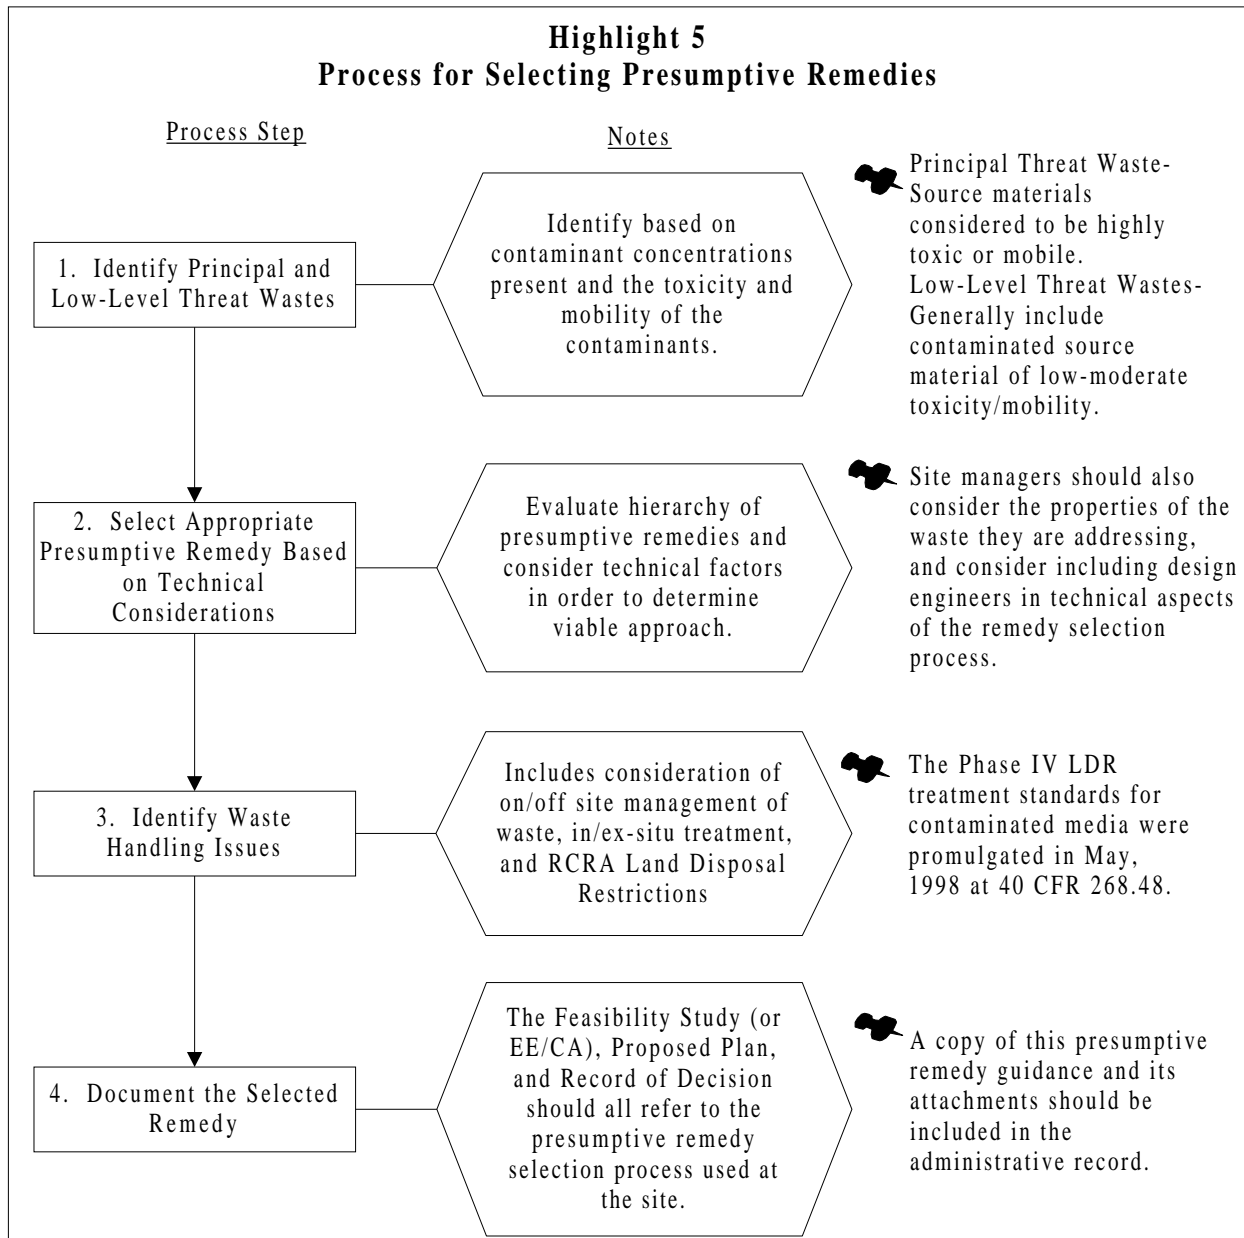 Highlight 5
Process for Selecting Presumptive Remedies
Process Step
Notes
1. Identify Principal and
Low-Level Threat Wastes
Identify based on
contaminant concentrations
present and the toxicity and
mobility of the
contaminants.
Principal Threat Waste-
Source materials
considered to be highly
toxic or mobile.
Low-Level Threat Wastes-
Generally include
contaminated source
material of low-moderate
toxicity/mobility.
2. Select Appropriate
Presumptive Remedy Based
on Technical
Considerations
Evaluate hierarchy of
presumptive remedies and
consider technical factors
in order to determine
viable approach.
Site managers should also
consider the properties of the
waste they are addressing,
and consider including design
engineers in technical aspects
of the remedy selection
process.
3. Identify Waste
Handling Issues
Includes consideration of
on/off site management of
waste, in/ex-situ treatment,
and RCRA Land Disposal
Restrictions
The Phase IV LDR
treatment standards for
contaminated media were
promulgated in May,
1998 at 40 CFR 268.48.
4. Document the Selected
Remedy
The Feasibility Study (or
EE/CA), Proposed Plan,
and Record of Decision
should all refer to the
presumptive remedy
selection process used at
the site.
A copy of this presumptive
remedy guidance and its
attachments should be
included in the
administrative record.